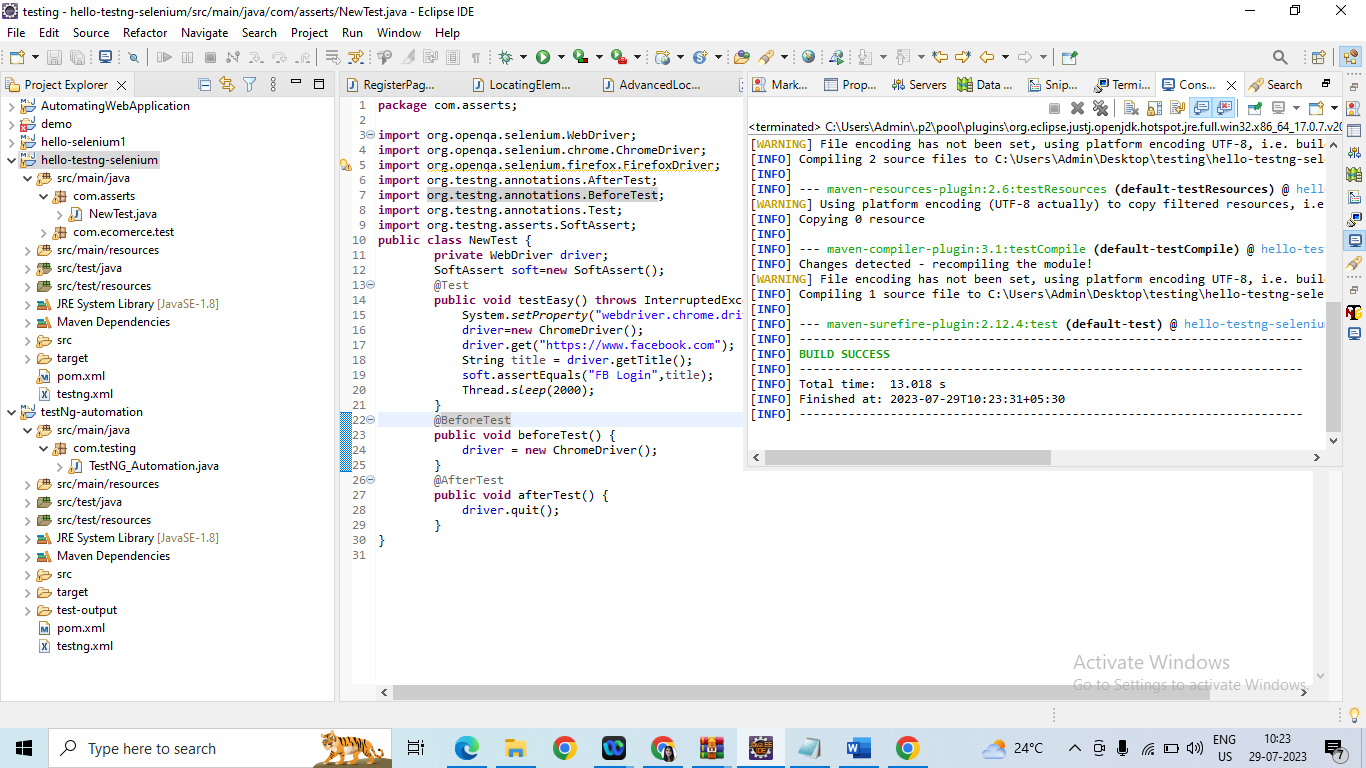 testing - hello-testng-selenium/src/main/java/com/asserts/NewTest.java - Eclipse IDE
File Edit Source Refactor Navigate Search Project Run Window Help
Project Explorer
AutomatingWebApplication
demo
hello-selenium1
hello-testng-selenium
src/main/java
com.asserts
NewTest.java
com.ecomerce.test
src/main/resources
src/test/java
src/test/resources
JRE System Library [JavaSE-1.8]
Maven Dependencies
src
target
pom.xml
testng.xml
testNg-automation
src/main/java
com.testing
TestNG_Automation.java
src/main/resources
src/test/java
src/test/resources
JRE System Library [JavaSE-1.8]
Maven Dependencies
src
target
test-output
pom.xml
testng.xml
RegisterPag... LocatingElem... AdvancedLoc...
1 package com.asserts;
2
3 import org.openqa.selenium.WebDriver;
4 import org.openqa.selenium.chrome.ChromeDriver;
5 import org.openqa.selenium.firefox.FirefoxDriver;
6 import org.testng.annotations.AfterTest;
7 import org.testng.annotations.BeforeTest;
8 import org.testng.annotations.Test;
9 import org.testng.asserts.SoftAssert;
10 public class NewTest {
11 private WebDriver driver;
12 SoftAssert soft=new SoftAssert();
13 @Test
14 public void testEasy() throws InterruptedExc
15 System.setProperty("webdriver.chrome.dri
16 driver=new ChromeDriver();
17 driver.get("https://www.facebook.com");
18 String title = driver.getTitle();
19 soft.assertEquals("FB Login",title);
20 Thread.sleep(2000);
21 }
22 @BeforeTest
23 public void beforeTest() {
24 driver = new ChromeDriver();
25 }
26 @AfterTest
27 public void afterTest() {
28 driver.quit();
29 }
30 }
31
Mark... Prop... Servers Data ... Snip... Termi... Cons... Search
<terminated> C:\Users\Admin\.p2\pool\plugins\org.eclipse.justj.openjdk.hotspot.jre.full.win32.x86_64_17.0.7.v20
[WARNING] File encoding has not been set, using platform encoding UTF-8, i.e. buil
[INFO] Compiling 2 source files to C:\Users\Admin\Desktop\testing\hello-testng-sel
[INFO]
[INFO] --- maven-resources-plugin:2.6:testResources (default-testResources) @ hell
[WARNING] Using platform encoding (UTF-8 actually) to copy filtered resources, i.e
[INFO] Copying 0 resource
[INFO]
[INFO] --- maven-compiler-plugin:3.1:testCompile (default-testCompile) @ hello-tes
[INFO] Changes detected - recompiling the module!
[WARNING] File encoding has not been set, using platform encoding UTF-8, i.e. buil
[INFO] Compiling 1 source file to C:\Users\Admin\Desktop\testing\hello-testng-sele
[INFO]
[INFO] --- maven-surefire-plugin:2.12.4:test (default-test) @ hello-testng-seleniu
[INFO] ------------------------------------------------------------------------
[INFO] BUILD SUCCESS
[INFO] ------------------------------------------------------------------------
[INFO] Total time: 13.018 s
[INFO] Finished at: 2023-07-29T10:23:31+05:30
[INFO] ------------------------------------------------------------------------
Activate Windows
Go to Settings to activate Windows.
Type here to search
24°C
ENG
US
10:23
29-07-2023
7